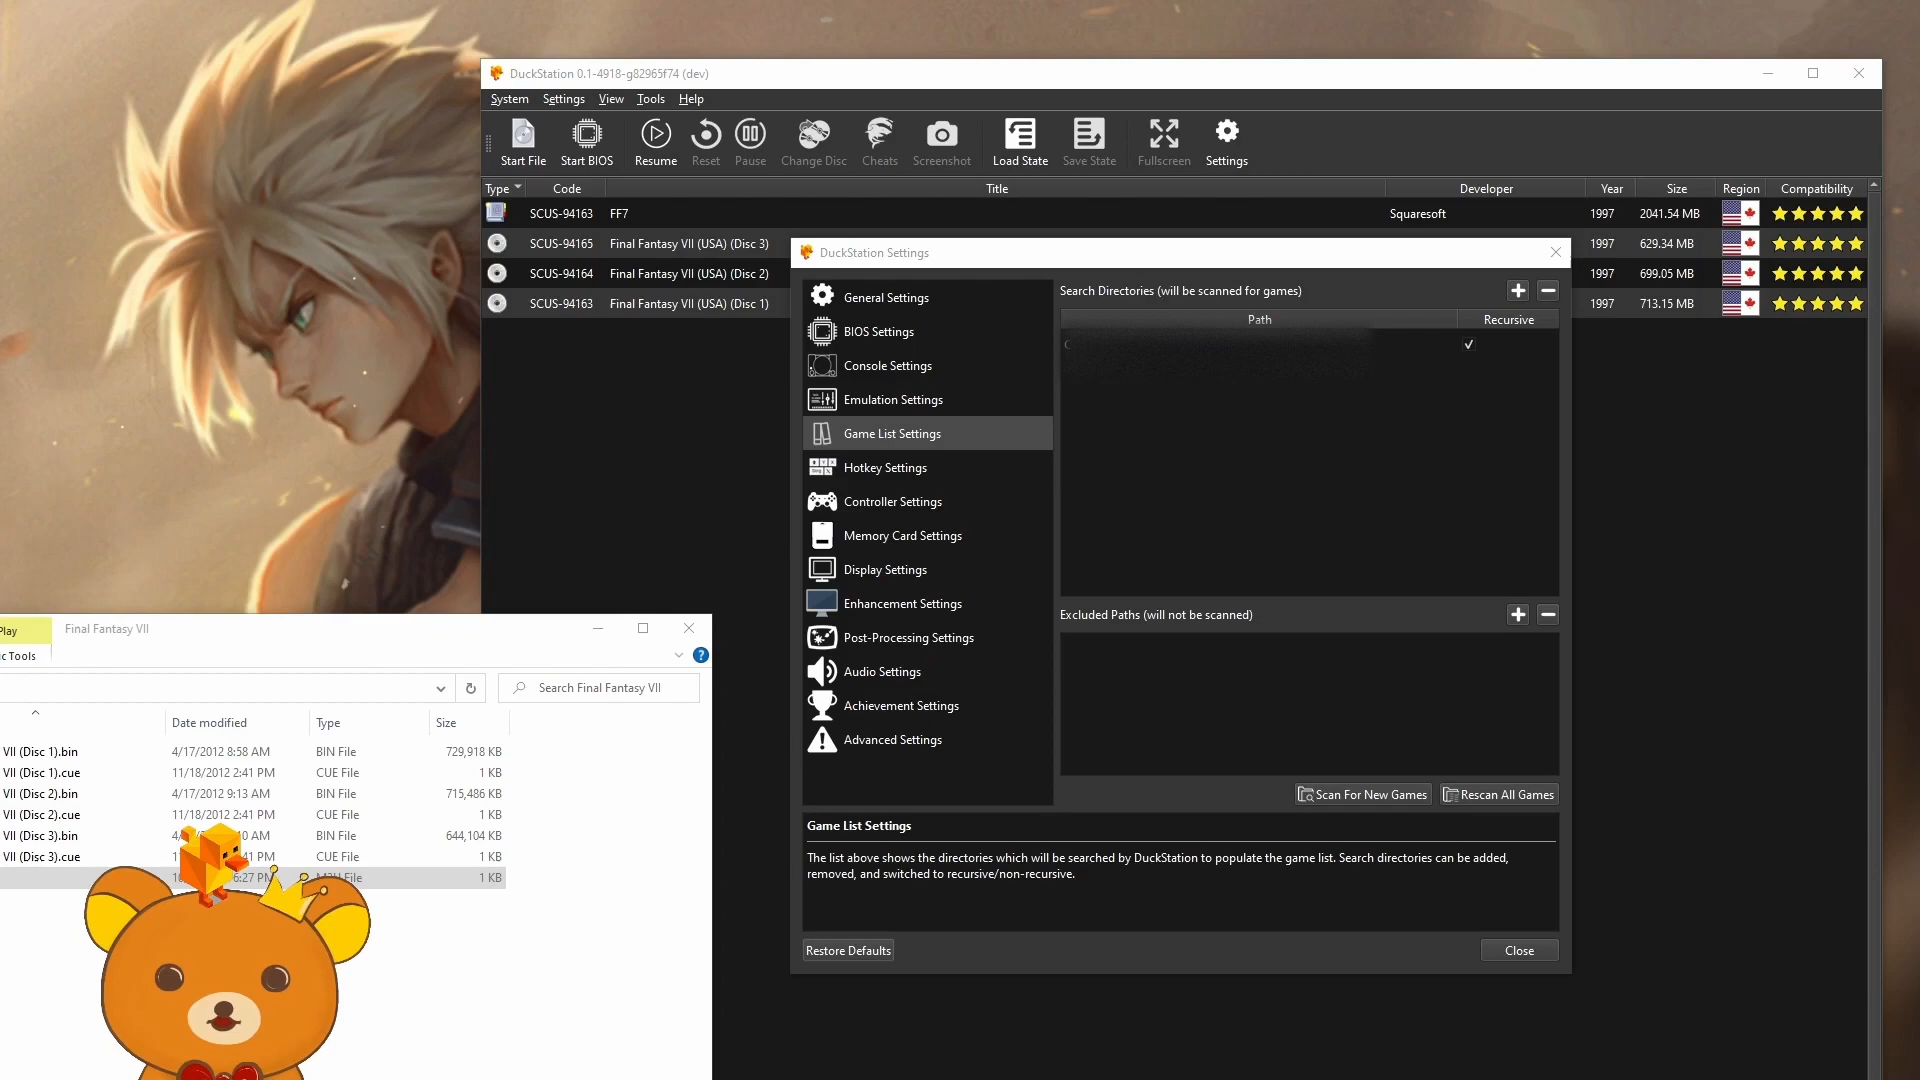 DuckStation 0.1-4918-g82965f74 (dev)
System Settings View Tools Help
Start File Start BIOS Resume Reset Pause Change Disc Cheats Screenshot Load State Save State Fullscreen Settings
Type Code Title Developer Year Size Region Compatibility
SCUS-94163 FF7 Squaresoft 1997 2041.54 MB
SCUS-94165 Final Fantasy VII (USA) (Disc 3) 1997 629.34 MB
SCUS-94164 Final Fantasy VII (USA) (Disc 2) 1997 699.05 MB
SCUS-94163 Final Fantasy VII (USA) (Disc 1) 1997 713.15 MB
DuckStation Settings
General Settings
BIOS Settings
Console Settings
Emulation Settings
Game List Settings
Hotkey Settings
Controller Settings
Memory Card Settings
Display Settings
Enhancement Settings
Post-Processing Settings
Audio Settings
Achievement Settings
Advanced Settings
Search Directories (will be scanned for games)
Path Recursive
Excluded Paths (will not be scanned)
Scan For New Games Rescan All Games
Game List Settings
The list above shows the directories which will be searched by DuckStation to populate the game list. Search directories can be added,
removed, and switched to recursive/non-recursive.
Restore Defaults Close
Play Final Fantasy VII
c Tools
Search Final Fantasy VII
Date modified Type Size
VII (Disc 1).bin 4/17/2012 8:58 AM BIN File 729,918 KB
VII (Disc 1).cue 11/18/2012 2:41 PM CUE File 1 KB
VII (Disc 2).bin 4/17/2012 9:13 AM BIN File 715,486 KB
VII (Disc 2).cue 11/18/2012 2:41 PM CUE File 1 KB
VII (Disc 3).bin AM BIN File 644,104 KB
VII (Disc 3).cue PM CUE File 1 KB
6:27 PM File 1 KB